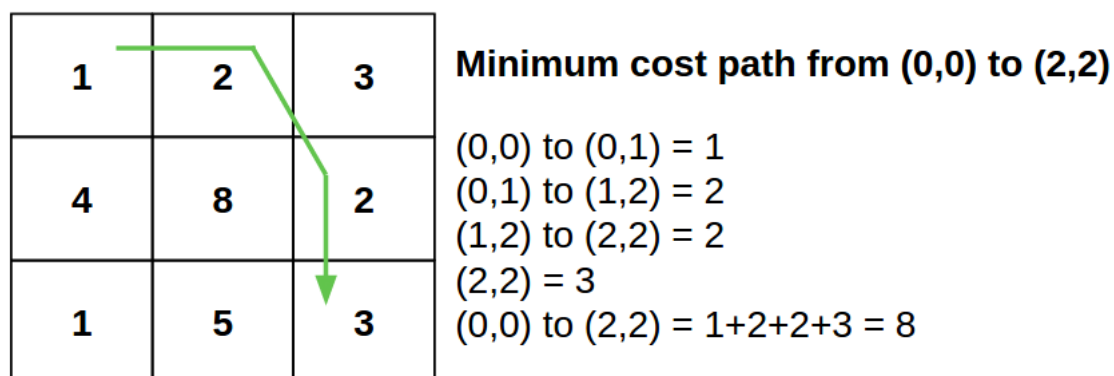 1 2 3
4 8 2
1 5 3
Minimum cost path from (0,0) to (2,2)
(0,0) to (0,1) = 1
(0,1) to (1,2) = 2
(1,2) to (2,2) = 2
(2,2) = 3
(0,0) to (2,2) = 1+2+2+3 = 8